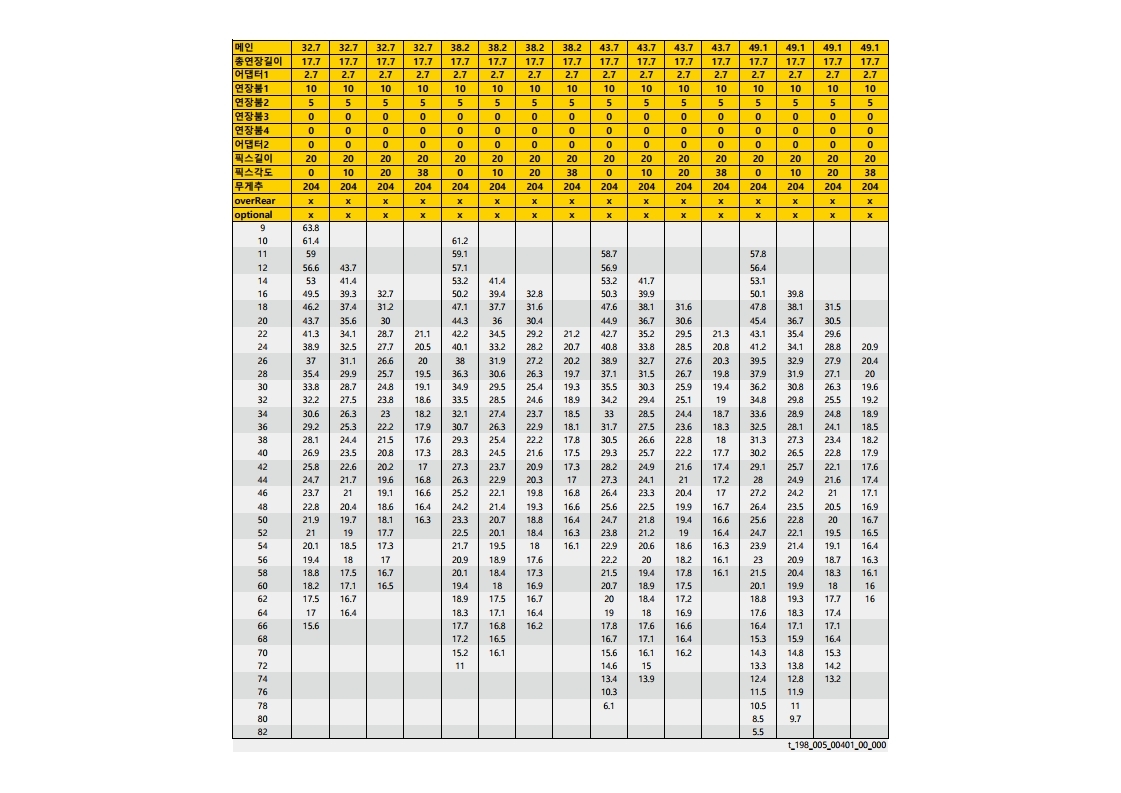 메인 32.7 32.7 32.7 32.7 38.2 38.2 38.2 38.2 43.7 43.7 43.7 43.7 49.1 49.1 49.1 49.1
총연장길이 17.7 17.7 17.7 17.7 17.7 17.7 17.7 17.7 17.7 17.7 17.7 17.7 17.7 17.7 17.7 17.7
어댑터1 2.7 2.7 2.7 2.7 2.7 2.7 2.7 2.7 2.7 2.7 2.7 2.7 2.7 2.7 2.7 2.7
연장붐1 10 10 10 10 10 10 10 10 10 10 10 10 10 10 10 10
연장붐2 5 5 5 5 5 5 5 5 5 5 5 5 5 5 5 5
연장붐3 0 0 0 0 0 0 0 0 0 0 0 0 0 0 0 0
연장붐4 0 0 0 0 0 0 0 0 0 0 0 0 0 0 0 0
어댑터2 0 0 0 0 0 0 0 0 0 0 0 0 0 0 0 0
픽스길이 20 20 20 20 20 20 20 20 20 20 20 20 20 20 20 20
픽스각도 0 10 20 38 0 10 20 38 0 10 20 38 0 10 20 38
무게추 204 204 204 204 204 204 204 204 204 204 204 204 204 204 204 204
overRear x x x x x x x x x x x x x x x x
optional x x x x x x x x x x x x x x x x
9 63.8
10 61.4 61.2
11 59 59.1 58.7 57.8
12 56.6 43.7 57.1 56.9 56.4
14 53 41.4 53.2 41.4 53.2 41.7 53.1
16 49.5 39.3 32.7 50.2 39.4 32.8 50.3 39.9 50.1 39.8
18 46.2 37.4 31.2 47.1 37.7 31.6 47.6 38.1 31.6 47.8 38.1 31.5
20 43.7 35.6 30 44.3 36 30.4 44.9 36.7 30.6 45.4 36.7 30.5
22 41.3 34.1 28.7 21.1 42.2 34.5 29.2 21.2 42.7 35.2 29.5 21.3 43.1 35.4 29.6
24 38.9 32.5 27.7 20.5 40.1 33.2 28.2 20.7 40.8 33.8 28.5 20.8 41.2 34.1 28.8 20.9
26 37 31.1 26.6 20 38 31.9 27.2 20.2 38.9 32.7 27.6 20.3 39.5 32.9 27.9 20.4
28 35.4 29.9 25.7 19.5 36.3 30.6 26.3 19.7 37.1 31.5 26.7 19.8 37.9 31.9 27.1 20
30 33.8 28.7 24.8 19.1 34.9 29.5 25.4 19.3 35.5 30.3 25.9 19.4 36.2 30.8 26.3 19.6
32 32.2 27.5 23.8 18.6 33.5 28.5 24.6 18.9 34.2 29.4 25.1 19 34.8 29.8 25.5 19.2
34 30.6 26.3 23 18.2 32.1 27.4 23.7 18.5 33 28.5 24.4 18.7 33.6 28.9 24.8 18.9
36 29.2 25.3 22.2 17.9 30.7 26.3 22.9 18.1 31.7 27.5 23.6 18.3 32.5 28.1 24.1 18.5
38 28.1 24.4 21.5 17.6 29.3 25.4 22.2 17.8 30.5 26.6 22.8 18 31.3 27.3 23.4 18.2
40 26.9 23.5 20.8 17.3 28.3 24.5 21.6 17.5 29.3 25.7 22.2 17.7 30.2 26.5 22.8 17.9
42 25.8 22.6 20.2 17 27.3 23.7 20.9 17.3 28.2 24.9 21.6 17.4 29.1 25.7 22.1 17.6
44 24.7 21.7 19.6 16.8 26.3 22.9 20.3 17 27.3 24.1 21 17.2 28 24.9 21.6 17.4
46 23.7 21 19.1 16.6 25.2 22.1 19.8 16.8 26.4 23.3 20.4 17 27.2 24.2 21 17.1
48 22.8 20.4 18.6 16.4 24.2 21.4 19.3 16.6 25.6 22.5 19.9 16.7 26.4 23.5 20.5 16.9
50 21.9 19.7 18.1 16.3 23.3 20.7 18.8 16.4 24.7 21.8 19.4 16.6 25.6 22.8 20 16.7
52 21 19 17.7 22.5 20.1 18.4 16.3 23.8 21.2 19 16.4 24.7 22.1 19.5 16.5
54 20.1 18.5 17.3 21.7 19.5 18 16.1 22.9 20.6 18.6 16.3 23.9 21.4 19.1 16.4
56 19.4 18 17 20.9 18.9 17.6 22.2 20 18.2 16.1 23 20.9 18.7 16.3
58 18.8 17.5 16.7 20.1 18.4 17.3 21.5 19.4 17.8 16.1 21.5 20.4 18.3 16.1
60 18.2 17.1 16.5 19.4 18 16.9 20.7 18.9 17.5 20.1 19.9 18 16
62 17.5 16.7 18.9 17.5 16.7 20 18.4 17.2 18.8 19.3 17.7 16
64 17 16.4 18.3 17.1 16.4 19 18 16.9 17.6 18.3 17.4
66 15.6 17.7 16.8 16.2 17.8 17.6 16.6 16.4 17.1 17.1
68 17.2 16.5 16.7 17.1 16.4 15.3 15.9 16.4
70 15.2 16.1 15.6 16.1 16.2 14.3 14.8 15.3
72 11 14.6 15 13.3 13.8 14.2
74 13.4 13.9 12.4 12.8 13.2
76 10.3 11.5 11.9
78 6.1 10.5 11
80 8.5 9.7
82 5.5
t_198_005_00401_00_000